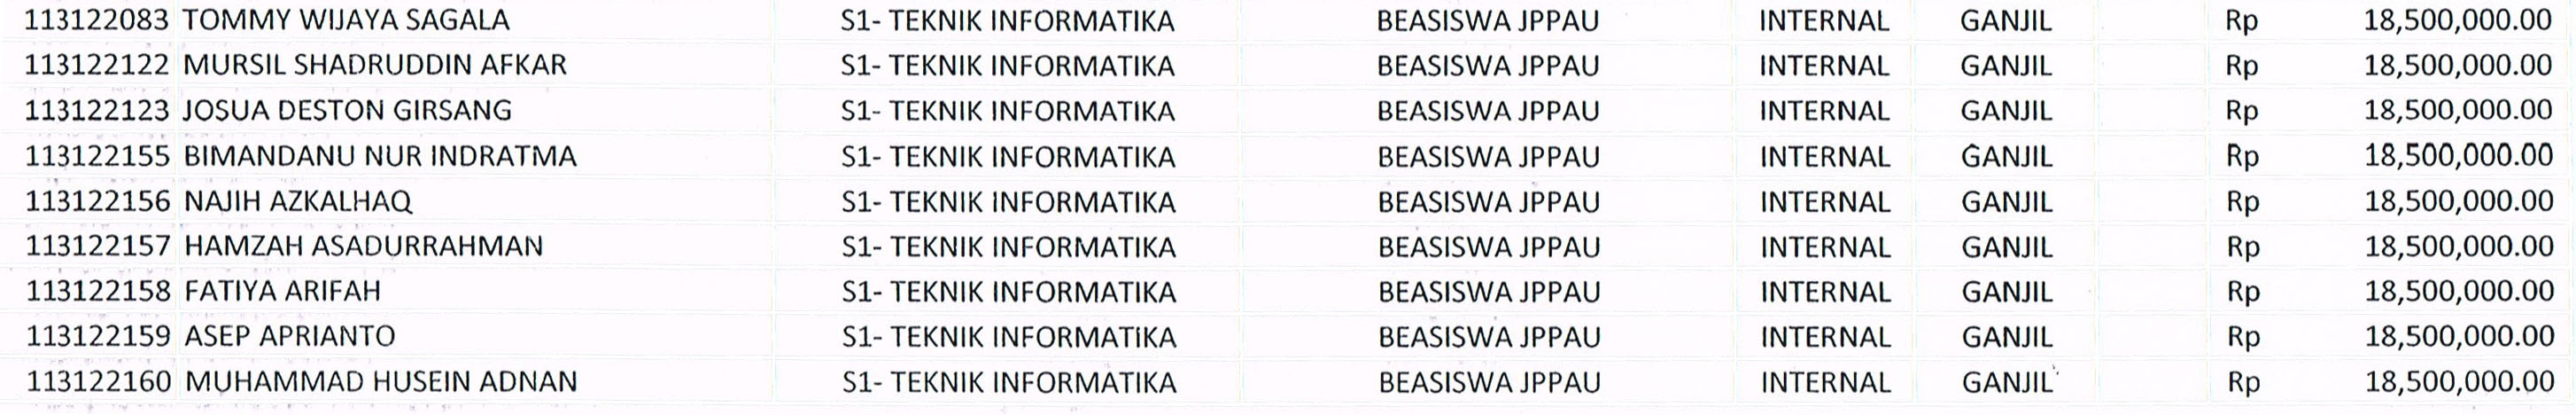 113122083 TOMMY WIJAYA SAGALA S1- TEKNIK INFORMATIKA BEASISWA JPPAU INTERNAL GANJIL Rp 18,500,000.00
113122122 MURSIL SHADRUDDIN AFKAR S1- TEKNIK INFORMATIKA BEASISWA JPPAU INTERNAL GANJIL Rp 18,500,000.00
113122123 JOSUA DESTON GIRSANG S1- TEKNIK INFORMATIKA BEASISWA JPPAU INTERNAL GANJIL Rp 18,500,000.00
113122155 BIMANDANU NUR INDRATMA S1- TEKNIK INFORMATIKA BEASISWA JPPAU INTERNAL GANJIL Rp 18,500,000.00
113122156 NAJIH AZKALHAQ S1- TEKNIK INFORMATIKA BEASISWA JPPAU INTERNAL GANJIL Rp 18,500,000.00
113122157 HAMZAH ASADURRAHMAN S1- TEKNIK INFORMATIKA BEASISWA JPPAU INTERNAL GANJIL Rp 18,500,000.00
113122158 FATIYA ARIFAH S1- TEKNIK INFORMATIKA BEASISWA JPPAU INTERNAL GANJIL Rp 18,500,000.00
113122159 ASEP APRIANTO S1- TEKNIK INFORMATIKA BEASISWA JPPAU INTERNAL GANJIL Rp 18,500,000.00
113122160 MUHAMMAD HUSEIN ADNAN S1- TEKNIK INFORMATIKA BEASISWA JPPAU INTERNAL GANJIL Rp 18,500,000.00